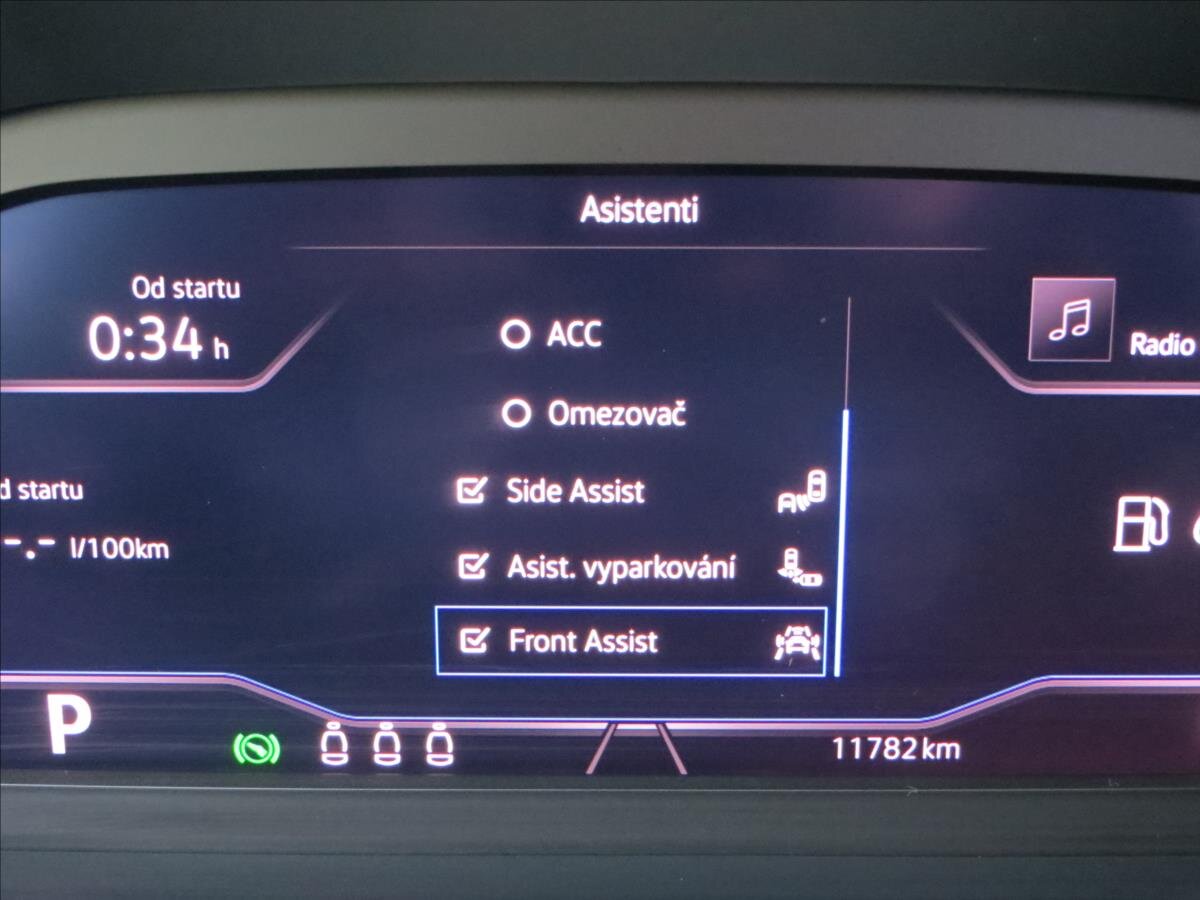 Asistenti
Od startu
0:34 h
ACC
Radio
Omezovač
Side Assist
d startu
-.- l/100km
Asist. vyparkování
Front Assist
P
11782 km